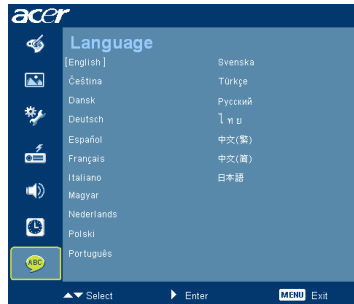 acer
Language
[English]
Čeština
Dansk
Deutsch
Español
Français
Italiano
Magyar
Nederlands
Polski
Português
Svenska
Türkçe
Русский
ไทย
中文(繁)
中文(简)
日本語
ABC
Select
Enter
MENU Exit